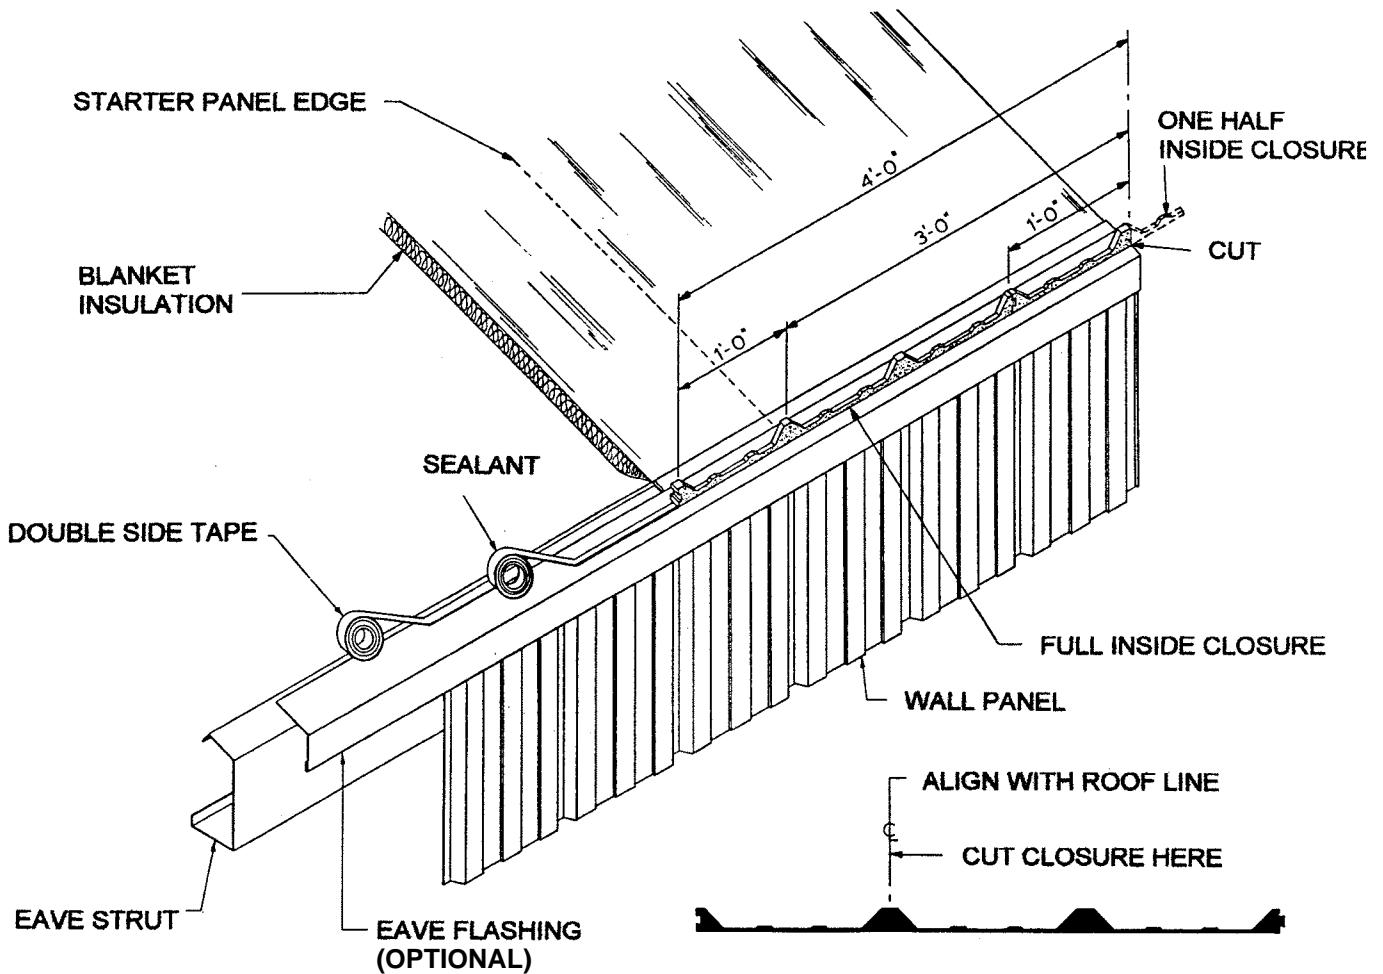 STARTER PANEL EDGE
ONE HALF
INSIDE CLOSURE
4'-0"
3'-0"
1'-0"
CUT
BLANKET
INSULATION
1'-0"
SEALANT
DOUBLE SIDE TAPE
FULL INSIDE CLOSURE
WALL PANEL
ALIGN WITH ROOF LINE
CUT CLOSURE HERE
EAVE STRUT
EAVE FLASHING
(OPTIONAL)